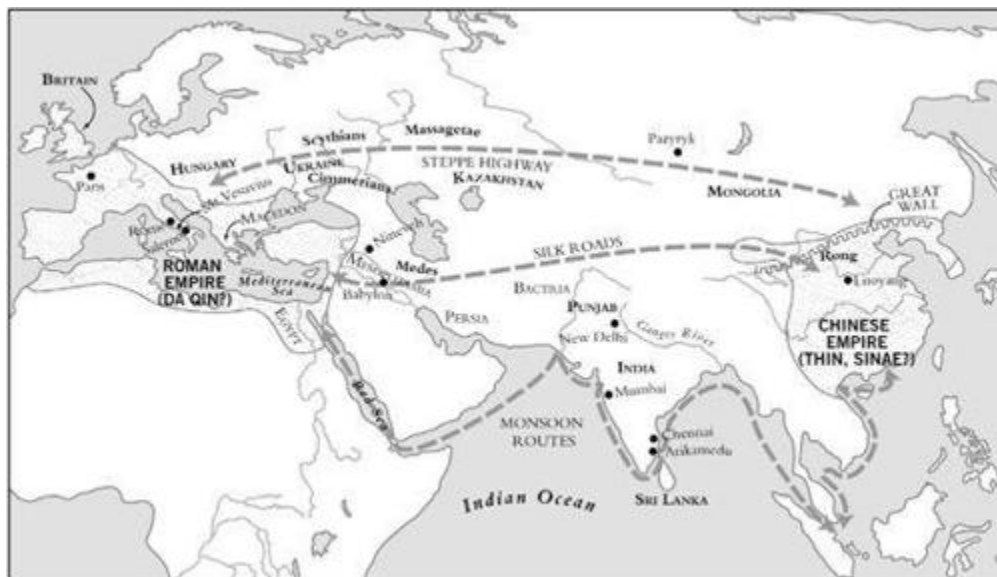 BRITAIN
Paris
HUNGARY
Scythians
Massagetae
UKRAINE
Cimmerians
STEPPE HIGHWAY
KAZAKHSTAN
Pazyryk
MONGOLIA
GREAT
WALL
Rome
Vesuvius
MACEDON
Nineveh
Medes
SILK ROADS
Rong
Luoyang
ROMAN
EMPIRE
(DA QIN?)
Mediterranean
Sea
Babylon
EGYPT
PERSIA
BACTRIA
PUNJAB
New Delhi
Ganges River
CHINESE
EMPIRE
(THIN, SINAE?)
Red Sea
INDIA
Mumbai
MONSOON
ROUTES
Chennai
Arikamedu
Indian Ocean
SRI LANKA